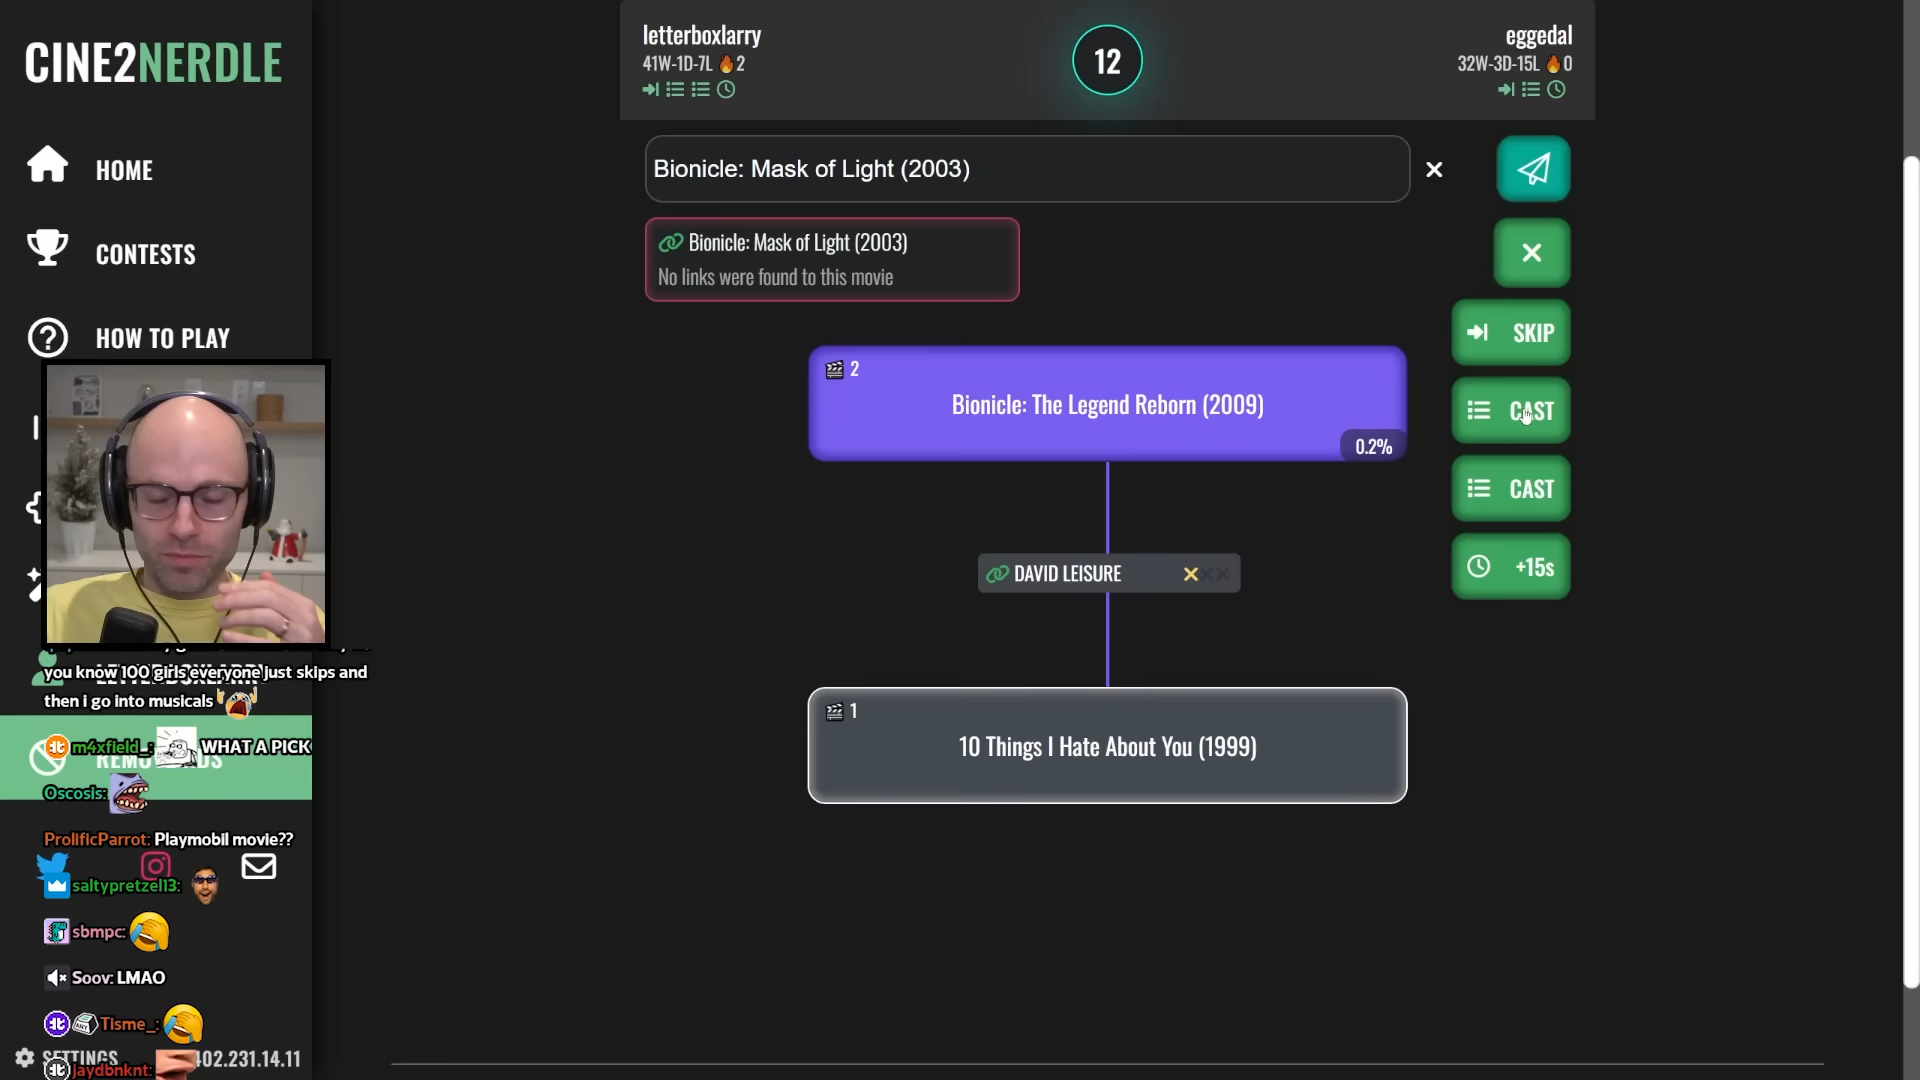 CINE2NERDLE
HOME
CONTESTS
HOW TO PLAY
letterboxlarry
41W-1D-7L 2
12
eggedal
32W-3D-15L 0
Bionicle: Mask of Light (2003)
Bionicle: Mask of Light (2003)
No links were found to this movie
SKIP
CAST
CAST
+15s
2
Bionicle: The Legend Reborn (2009)
0.2%
DAVID LEISURE
1
10 Things I Hate About You (1999)
you know 100 girls everyone just skips and
then i go into musicals
m4xfield_: WHAT A PICK
Oscosis:
ProlificParrot: Playmobil movie??
saltypretzel13:
sbmpc:
Soov: LMAO
Tisme_:
SETTINGS
402.231.14.11
jaydbnknt: